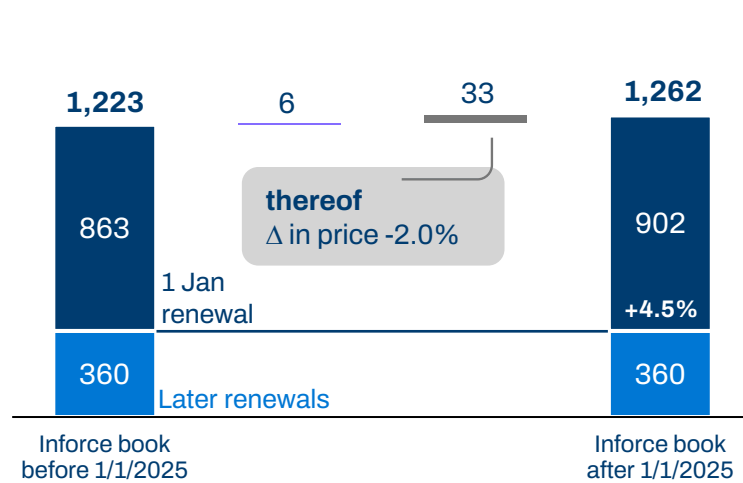 1,223
6
33
1,262
863
thereof
Δ in price -2.0%
902
1 Jan
renewal
+4.5%
360
Later renewals
360
Inforce book
before 1/1/2025
Inforce book
after 1/1/2025